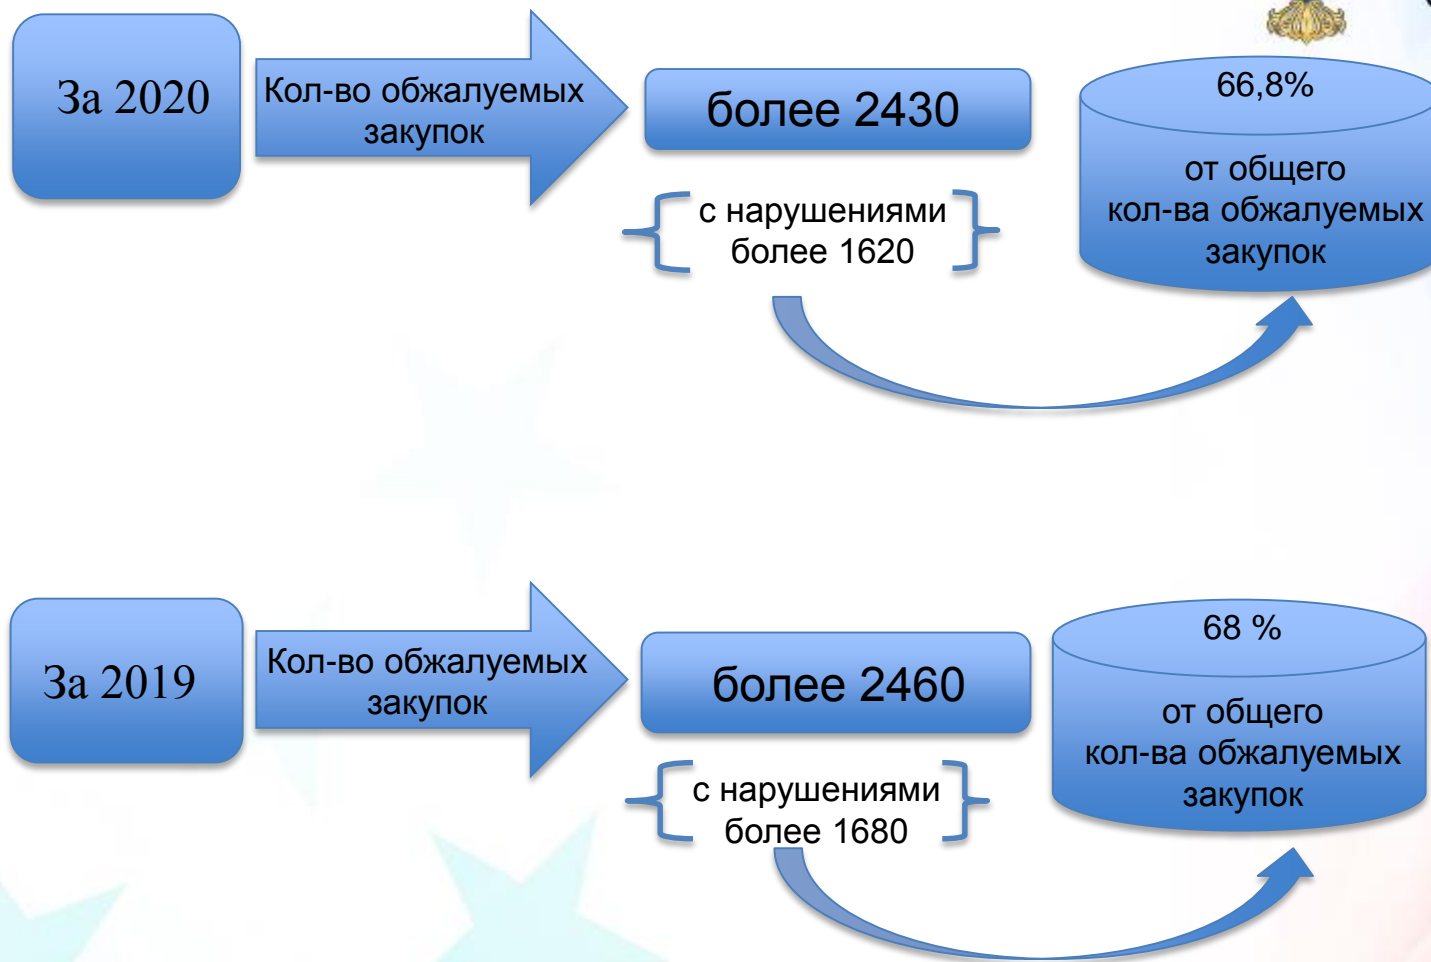 За 2020
Кол-во обжалуемых
закупок
более 2430
с нарушениями
более 1620
66,8%
от общего
кол-ва обжалуемых
закупок
За 2019
Кол-во обжалуемых
закупок
более 2460
с нарушениями
более 1680
68 %
от общего
кол-ва обжалуемых
закупок